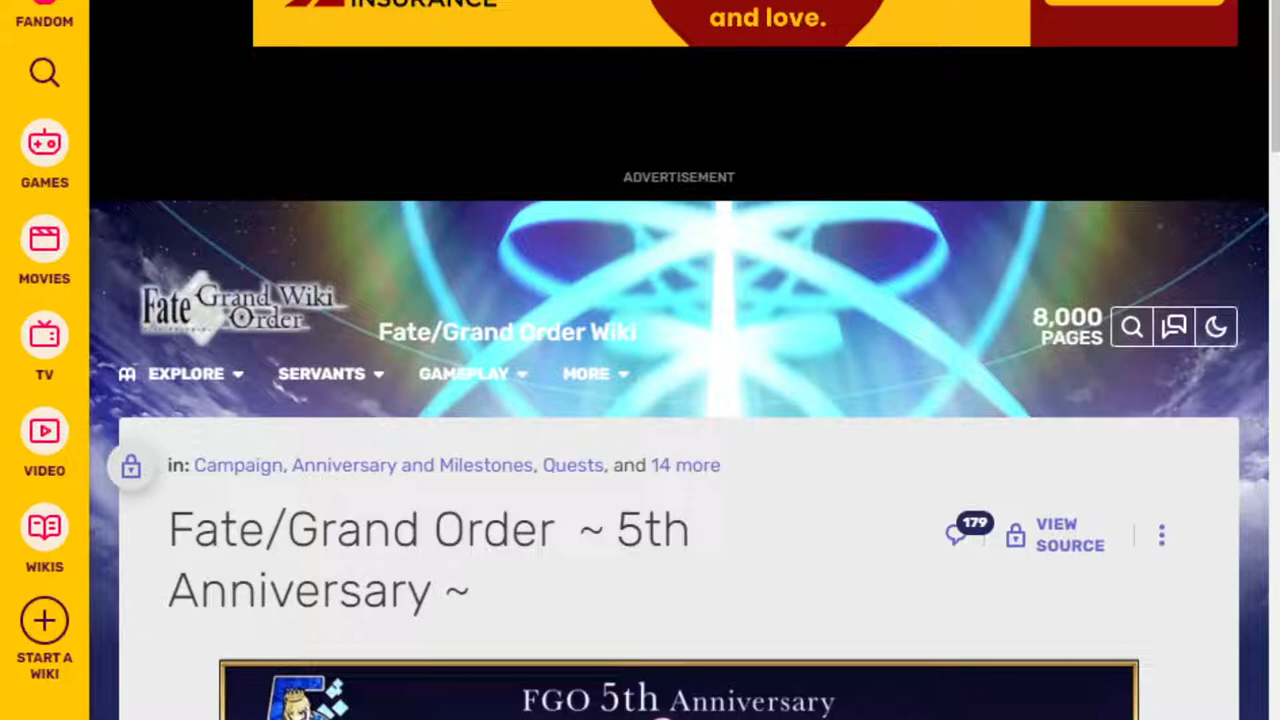 INSURANCE
and love.
FANDOM
GAMES
MOVIES
TV
VIDEO
WIKIS
START A
WIKI
ADVERTISEMENT
Fate Grand Wiki
Order
Fate/Grand Order Wiki
8,000
PAGES
EXPLORE
SERVANTS
GAMEPLAY
MORE
in: Campaign, Anniversary and Milestones, Quests, and 14 more
Fate/Grand Order ~ 5th
Anniversary ~
179
VIEW
SOURCE
FGO 5th Anniversary